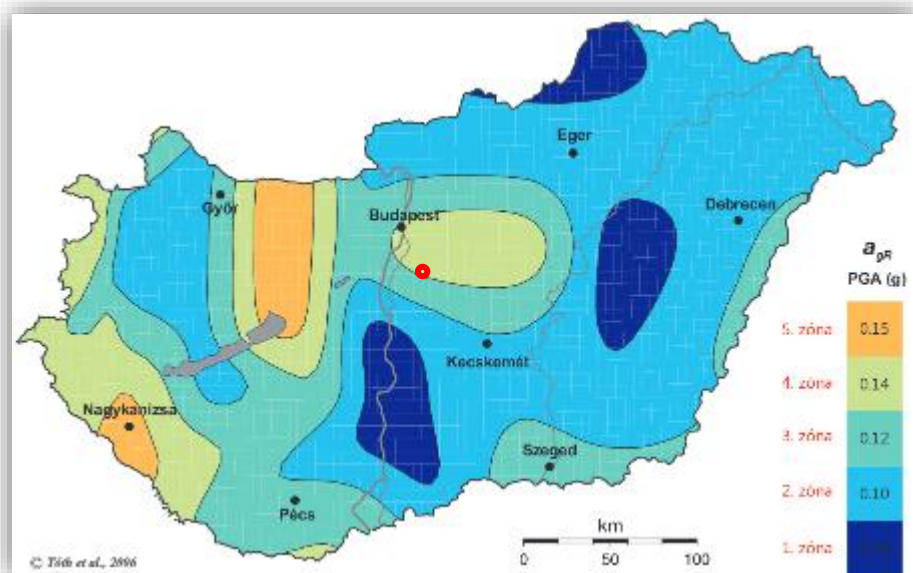 Eger
Győr
Budapest
Debrecen
a_gR
PGA (g)
5. zóna 0.15
Kecskemét
4. zóna 0.14
Nagykanizsa
3. zóna 0.12
Szeged
2. zóna 0.10
Pécs
km
1. zóna
0 50 100
© Tóth et al., 2006